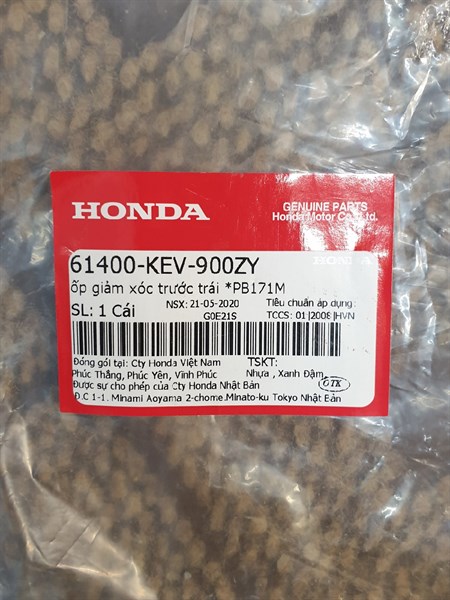 HONDA
GENUINE PARTS
Honda Motor Co., Ltd.
61400-KEV-900ZY
ốp giảm xóc trước trái *PB171M
SL: 1 Cái
NSX: 21-05-2020
G0E21S
Tiêu chuẩn áp dụng:
TCCS: 01|2008|HVN
Đóng gói tại: Cty Honda Việt Nam
Phúc Thắng, Phúc Yên, Vĩnh Phúc
Được sự cho phép của Cty Honda Nhật Bản
Đ.C 1-1. Minami Aoyama 2-chome.Minato-ku Tokyo Nhật Bản
TSKT:
Nhựa , Xanh Đậm
OTK